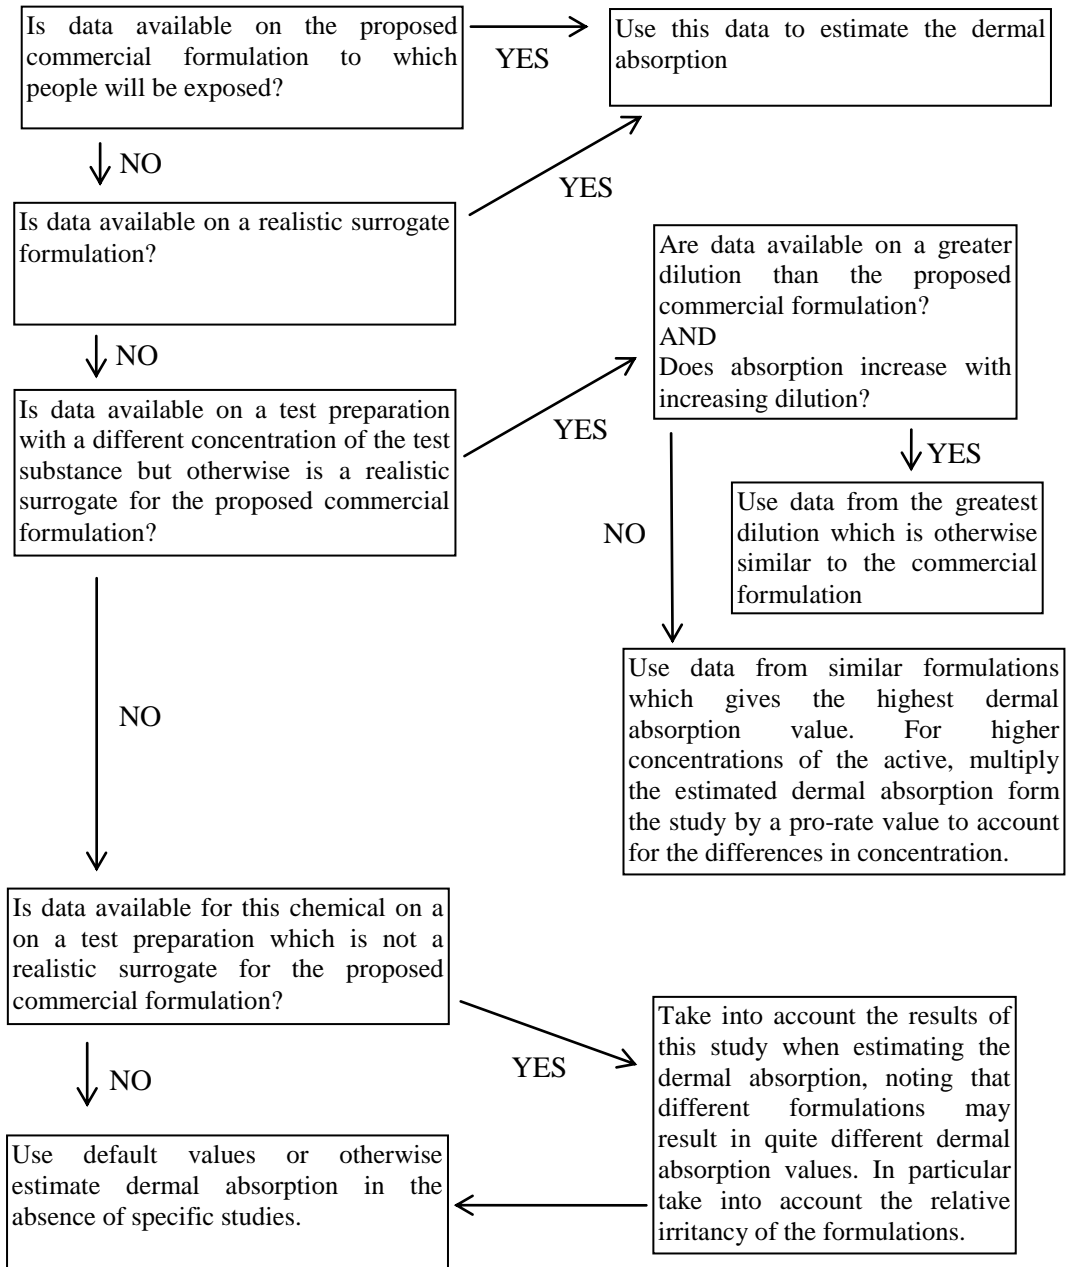 Is data available on the proposed
commercial formulation to which
people will be exposed?
YES
Use this data to estimate the dermal
absorption
NO
YES
Is data available on a realistic surrogate
formulation?
Are data available on a greater
dilution than the proposed
commercial formulation?
AND
Does absorption increase with
increasing dilution?
NO
Is data available on a test preparation
with a different concentration of the test
substance but otherwise is a realistic
surrogate for the proposed commercial
formulation?
YES
YES
NO
Use data from the greatest
dilution which is otherwise
similar to the commercial
formulation
Use data from similar formulations
which gives the highest dermal
absorption value. For higher
concentrations of the active, multiply
the estimated dermal absorption form
the study by a pro-rate value to account
for the differences in concentration.
NO
Is data available for this chemical on a
on a test preparation which is not a
realistic surrogate for the proposed
commercial formulation?
YES
Take into account the results of
this study when estimating the
dermal absorption, noting that
different formulations may
result in quite different dermal
absorption values. In particular
take into account the relative
irritancy of the formulations.
NO
Use default values or otherwise
estimate dermal absorption in the
absence of specific studies.